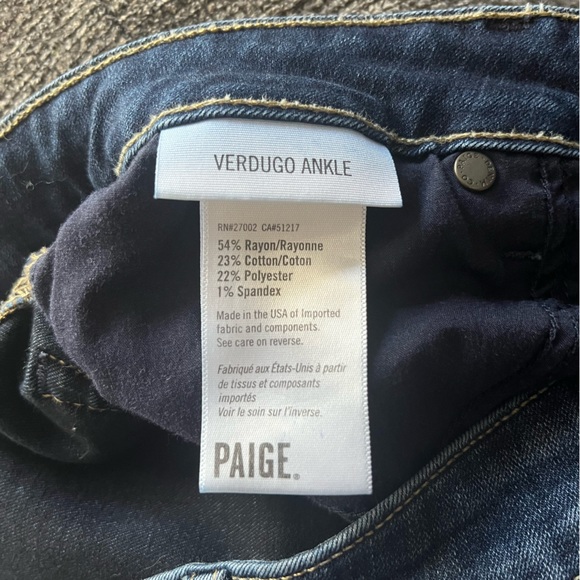 VERDUGO ANKLE
RN#27002 CA#51217
54% Rayon/Rayonne
23% Cotton/Coton
22% Polyester
1% Spandex
Made in the USA of Imported
fabric and components.
See care on reverse.
Fabriqué aux États-Unis à partir
de tissus et composants
importés
Voir le soin sur l'inverse.
PAIGE®